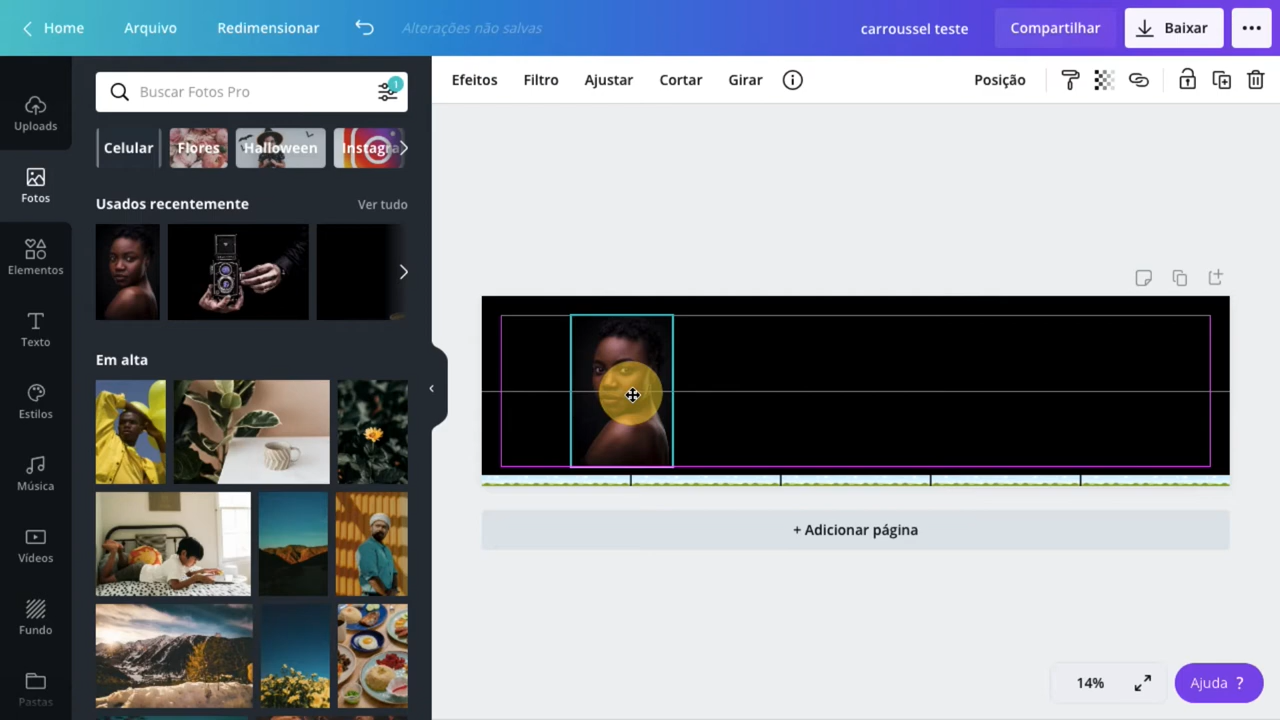 Home
Arquivo
Redimensionar
Alterações não salvas
carroussel teste
Compartilhar
Baixar
Uploads
Fotos
Elementos
Texto
Estilos
Música
Vídeos
Fundo
Pastas
Buscar Fotos Pro
1
Celular
Flores
Halloween
Instagra
Usados recentemente
Ver tudo
Em alta
Efeitos
Filtro
Ajustar
Cortar
Girar
Posição
+ Adicionar página
14%
Ajuda ?